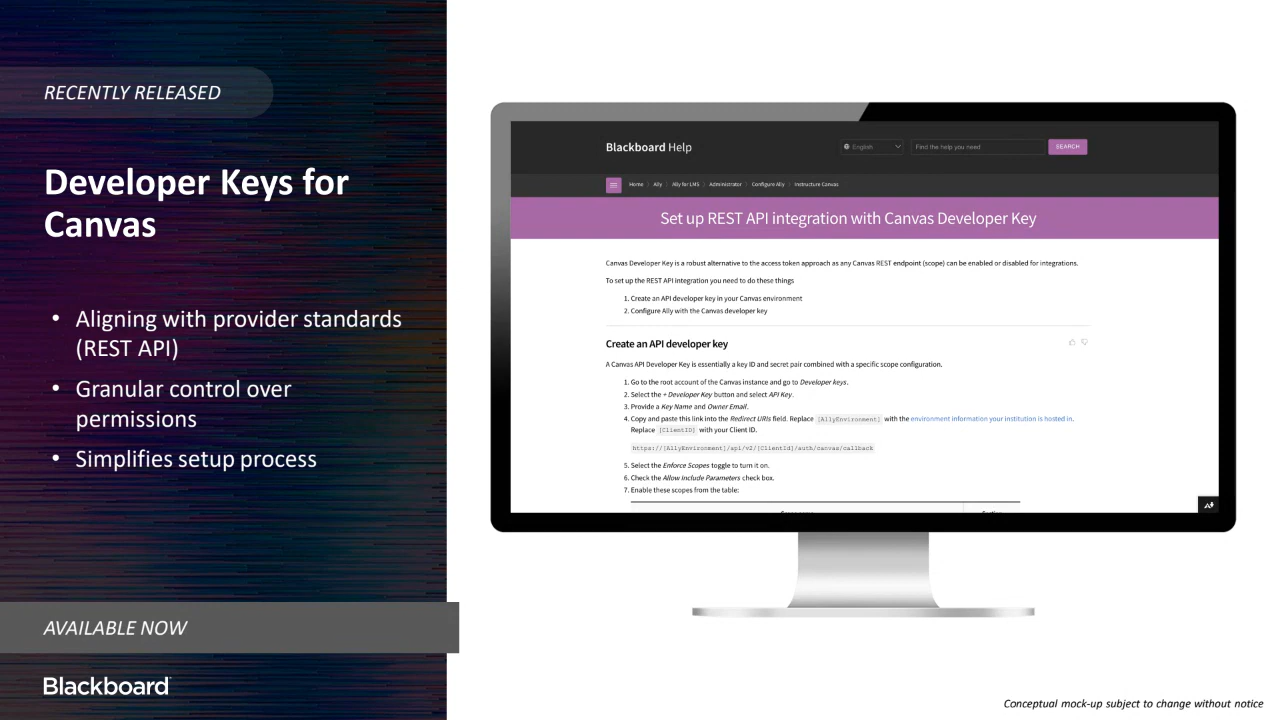 RECENTLY RELEASED
Developer Keys for
Canvas
• Aligning with provider standards
(REST API)
• Granular control over
permissions
• Simplifies setup process
AVAILABLE NOW
Blackboard
Blackboard Help
English
Find the help you need
SEARCH
Home Ally Ally for LMS Administrator Configure Ally Instructure Canvas
Set up REST API integration with Canvas Developer Key
Canvas Developer Key is a robust alternative to the access token approach as any Canvas REST endpoint (scope) can be enabled or disabled for integrations.
To set up the REST API integration you need to do these things
1. Create an API developer key in your Canvas environment
2. Configure Ally with the Canvas developer key
Create an API developer key
A Canvas API Developer Key is essentially a key ID and secret pair combined with a specific scope configuration.
1. Go to the root account of the Canvas instance and go to Developer keys.
2. Select the + Developer Key button and select API Key.
3. Provide a Key Name and Owner Email.
4. Copy and paste this link into the Redirect URIs field. Replace [AllyEnvironment] with the environment information your institution is hosted in.
Replace [ClientID] with your Client ID.
https://[AllyEnvironment]/api/v2/[ClientId]/auth/canvas/callback
5. Select the Enforce Scopes toggle to turn it on.
6. Check the Allow Include Parameters check box.
7. Enable these scopes from the table:
Conceptual mock-up subject to change without notice